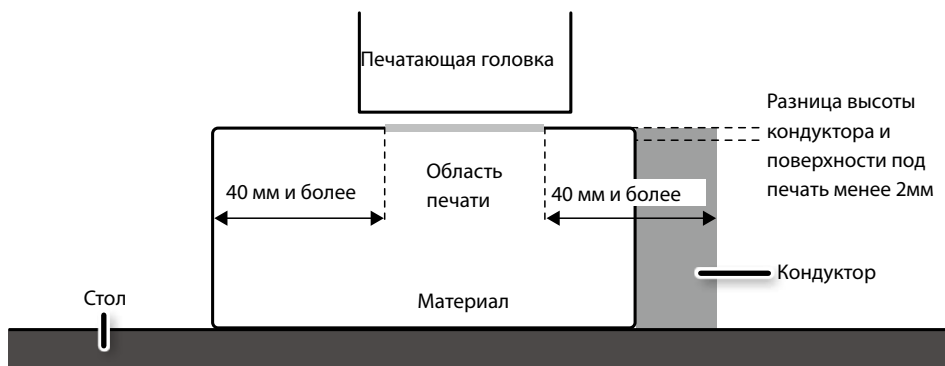 Печатающая головка
Разница высоты
кондуктора и
поверхности под
печать менее 2мм
Область
печати
40 мм и более
40 мм и более
Кондуктор
Стол
Материал